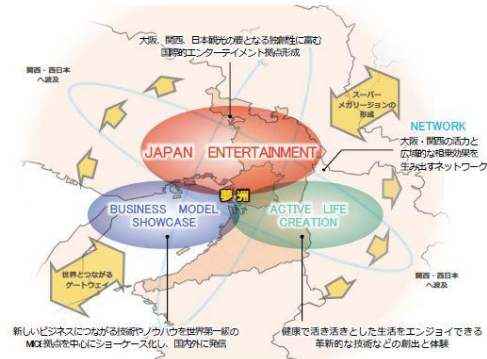 大阪、関西、日本観光の要となる独創性に富む
国際的エンターテイメント拠点形成
関西・西日本
へ波及
スーパー
メガリージョンの
形成
NETWORK
大阪・関西の活力と
広域的な相乗効果を
生み出すネットワーク
JAPAN ENTERTAINMENT
夢洲
BUSINESS MODEL
SHOWCASE
ACTIVE LIFE
CREATION
世界とつながる
ゲートウェイ
関西・西日本
へ波及
新しいビジネスにつながる技術やノウハウを世界第一級の
MICE拠点を中心にショーケース化し、国内外に発信
健康で活き活きとした生活をエンジョイできる
革新的な技術などの創出と体験